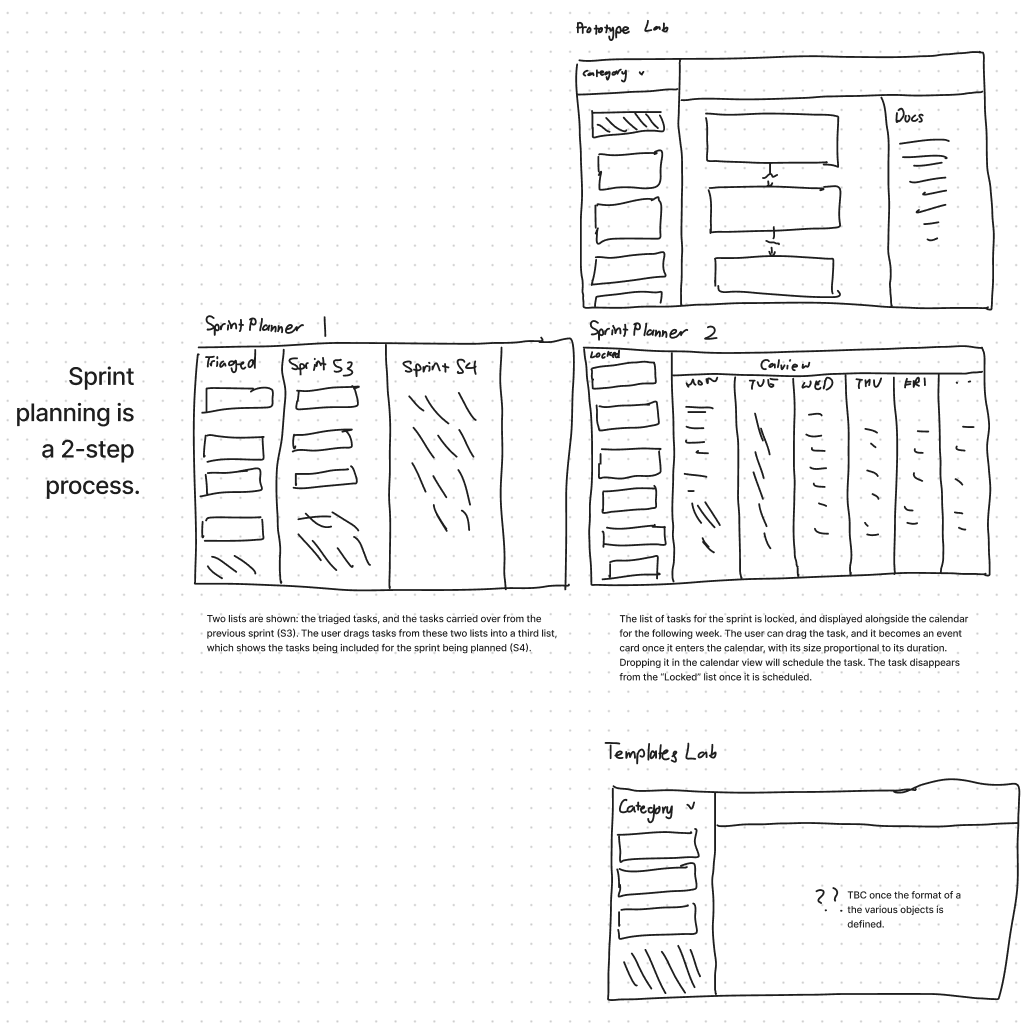 Prototype Lab
Category
Docs
Sprint
planning is
a 2-step
process.
Sprint Planner 1
Triaged
Sprint S3
Sprint S4
Two lists are shown: the triaged tasks, and the tasks carried over from the
previous sprint (S3). The user drags tasks from these two lists into a third list,
which shows the tasks being included for the sprint being planned (S4).
Sprint Planner 2
Locked
Calview
MON TUE WED THU FRI ..
The list of tasks for the sprint is locked, and displayed alongside the calendar
for the following week. The user can drag the task, and it becomes an event
card once it enters the calendar, with its size proportional to its duration.
Dropping it in the calendar view will schedule the task. The task disappears
from the “Locked” list once it is scheduled.
Templates Lab
Category
??
TBC once the format of a
the various objects is
defined.